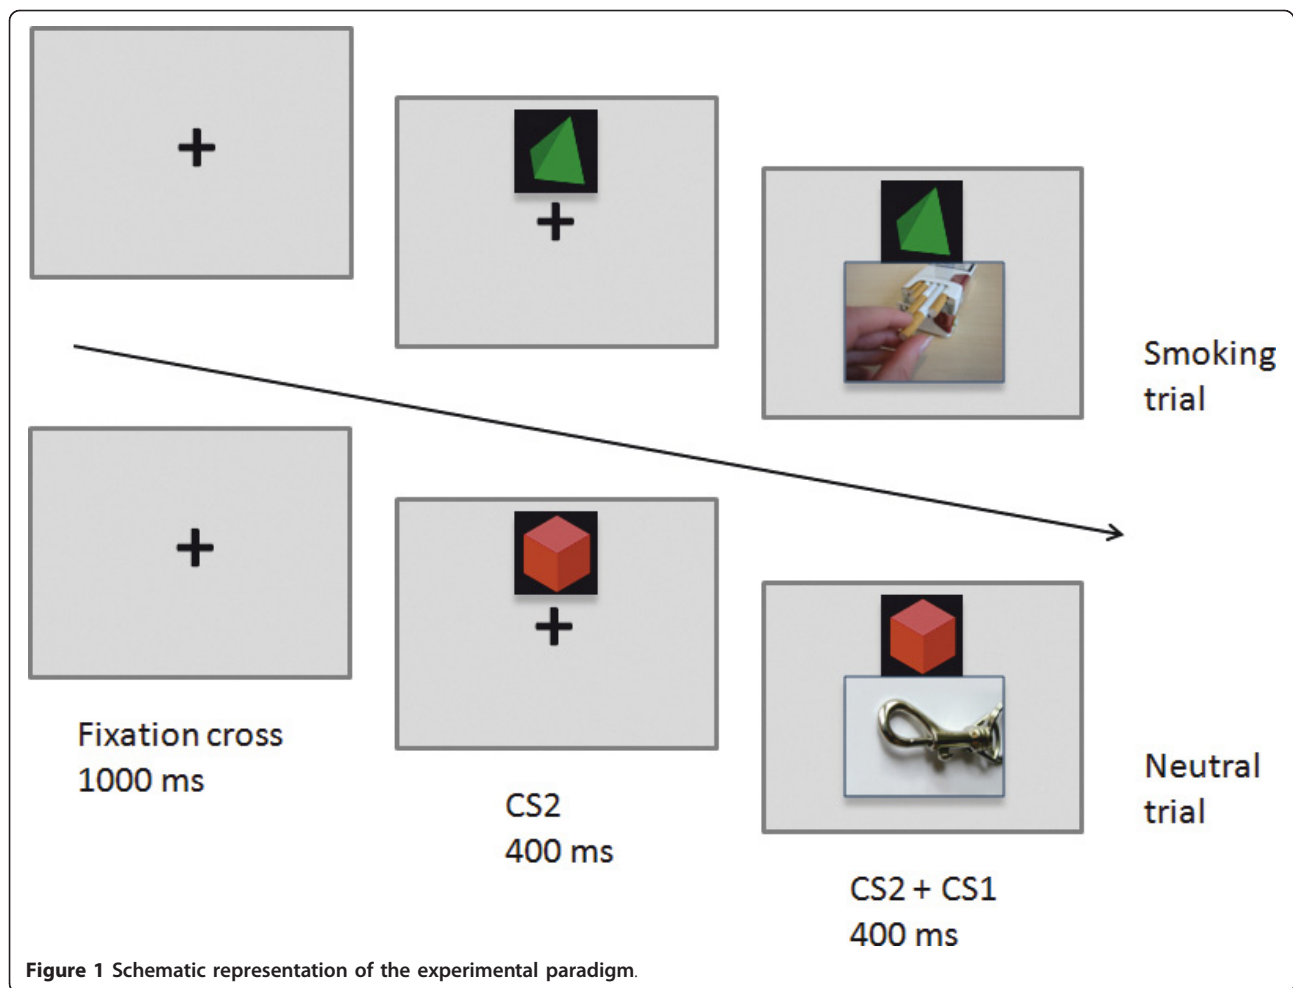 Smoking
trial
Fixation cross
1000 ms
CS2
400 ms
Neutral
trial
CS2 + CS1
400 ms
Figure 1 Schematic representation of the experimental paradigm.